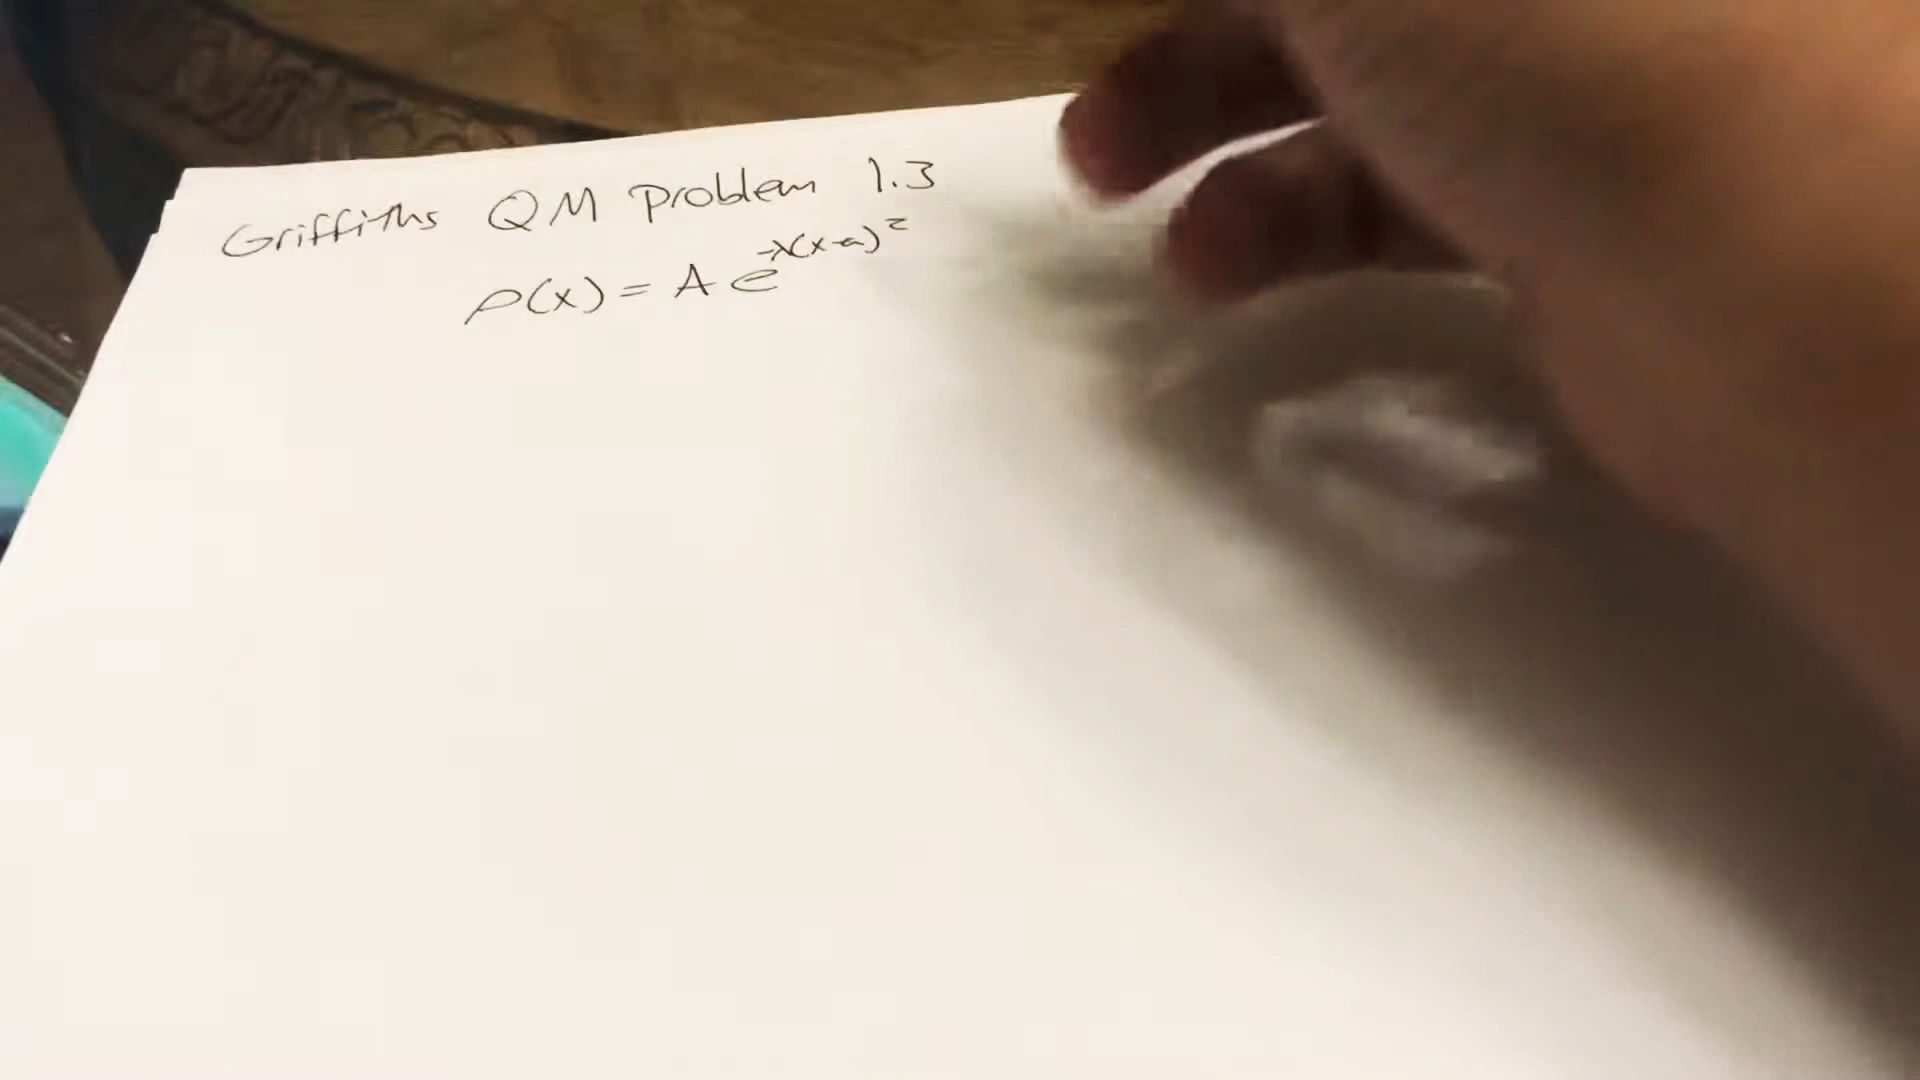 Griffiths QM Problem 1.3
ρ(x) = A e^{-λ(x-a)^2}